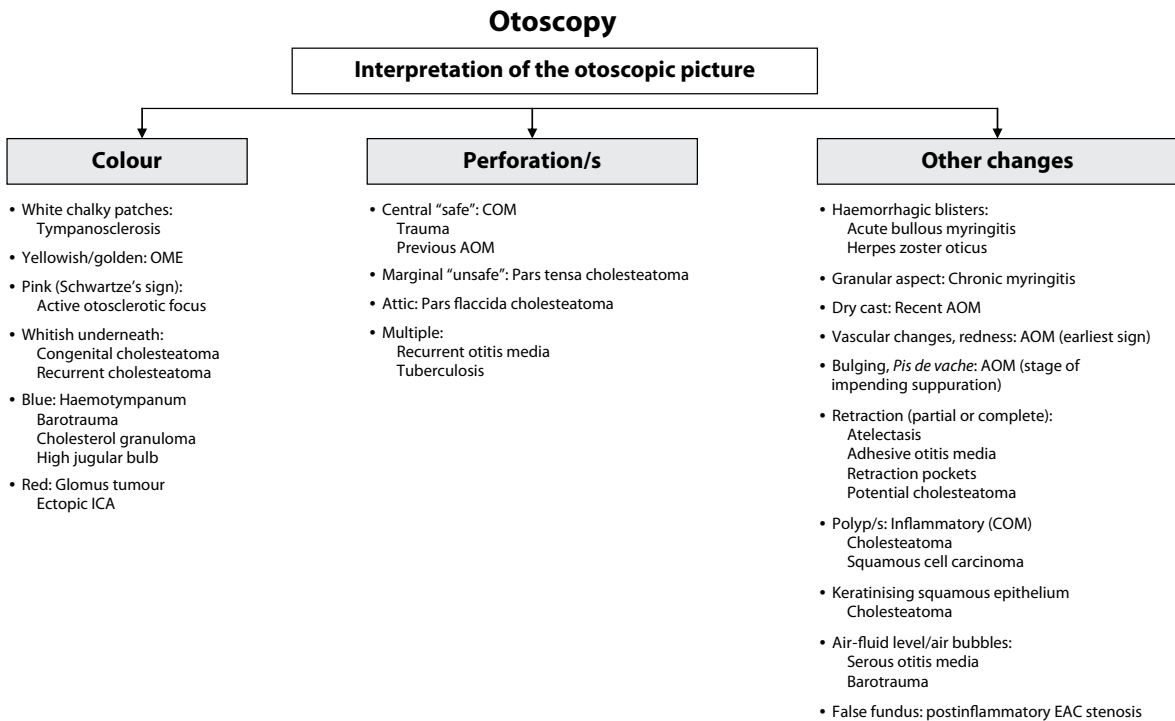 Otoscopy
Interpretation of the otoscopic picture
Colour
• White chalky patches:
Tympanosclerosis
• Yellowish/golden: OME
• Pink (Schwartze’s sign):
Active otosclerotic focus
• Whitish underneath:
Congenital cholesteatoma
Recurrent cholesteatoma
• Blue: Haemotympanum
Barotrauma
Cholesterol granuloma
High jugular bulb
• Red: Glomus tumour
Ectopic ICA
Perforation/s
• Central “safe”: COM
Trauma
Previous AOM
• Marginal “unsafe”: Pars tensa cholesteatoma
• Attic: Pars flaccida cholesteatoma
• Multiple:
Recurrent otitis media
Tuberculosis
Other changes
• Haemorrhagic blisters:
Acute bullous myringitis
Herpes zoster oticus
• Granular aspect: Chronic myringitis
• Dry cast: Recent AOM
• Vascular changes, redness: AOM (earliest sign)
• Bulging, Pis de vache: AOM (stage of
impending suppuration)
• Retraction (partial or complete):
Atelectasis
Adhesive otitis media
Retraction pockets
Potential cholesteatoma
• Polyp/s: Inflammatory (COM)
Cholesteatoma
Squamous cell carcinoma
• Keratinising squamous epithelium
Cholesteatoma
• Air-fluid level/air bubbles:
Serous otitis media
Barotrauma
• False fundus: postinflammatory EAC stenosis